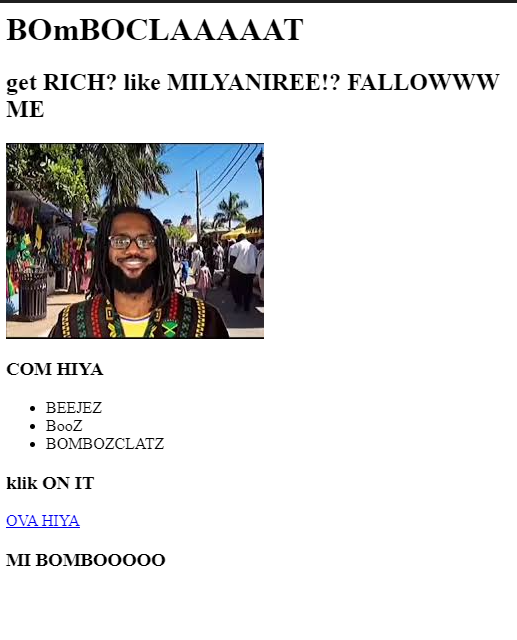 BOmBOCLAAAAAT
get RICH? like MILYANIREE!? FALLOWWW
ME
COM HIYA
BEEJEZ
BooZ
BOMBOZCLATZ
klik ON IT
OVA HIYA
MI BOMBOOOOO